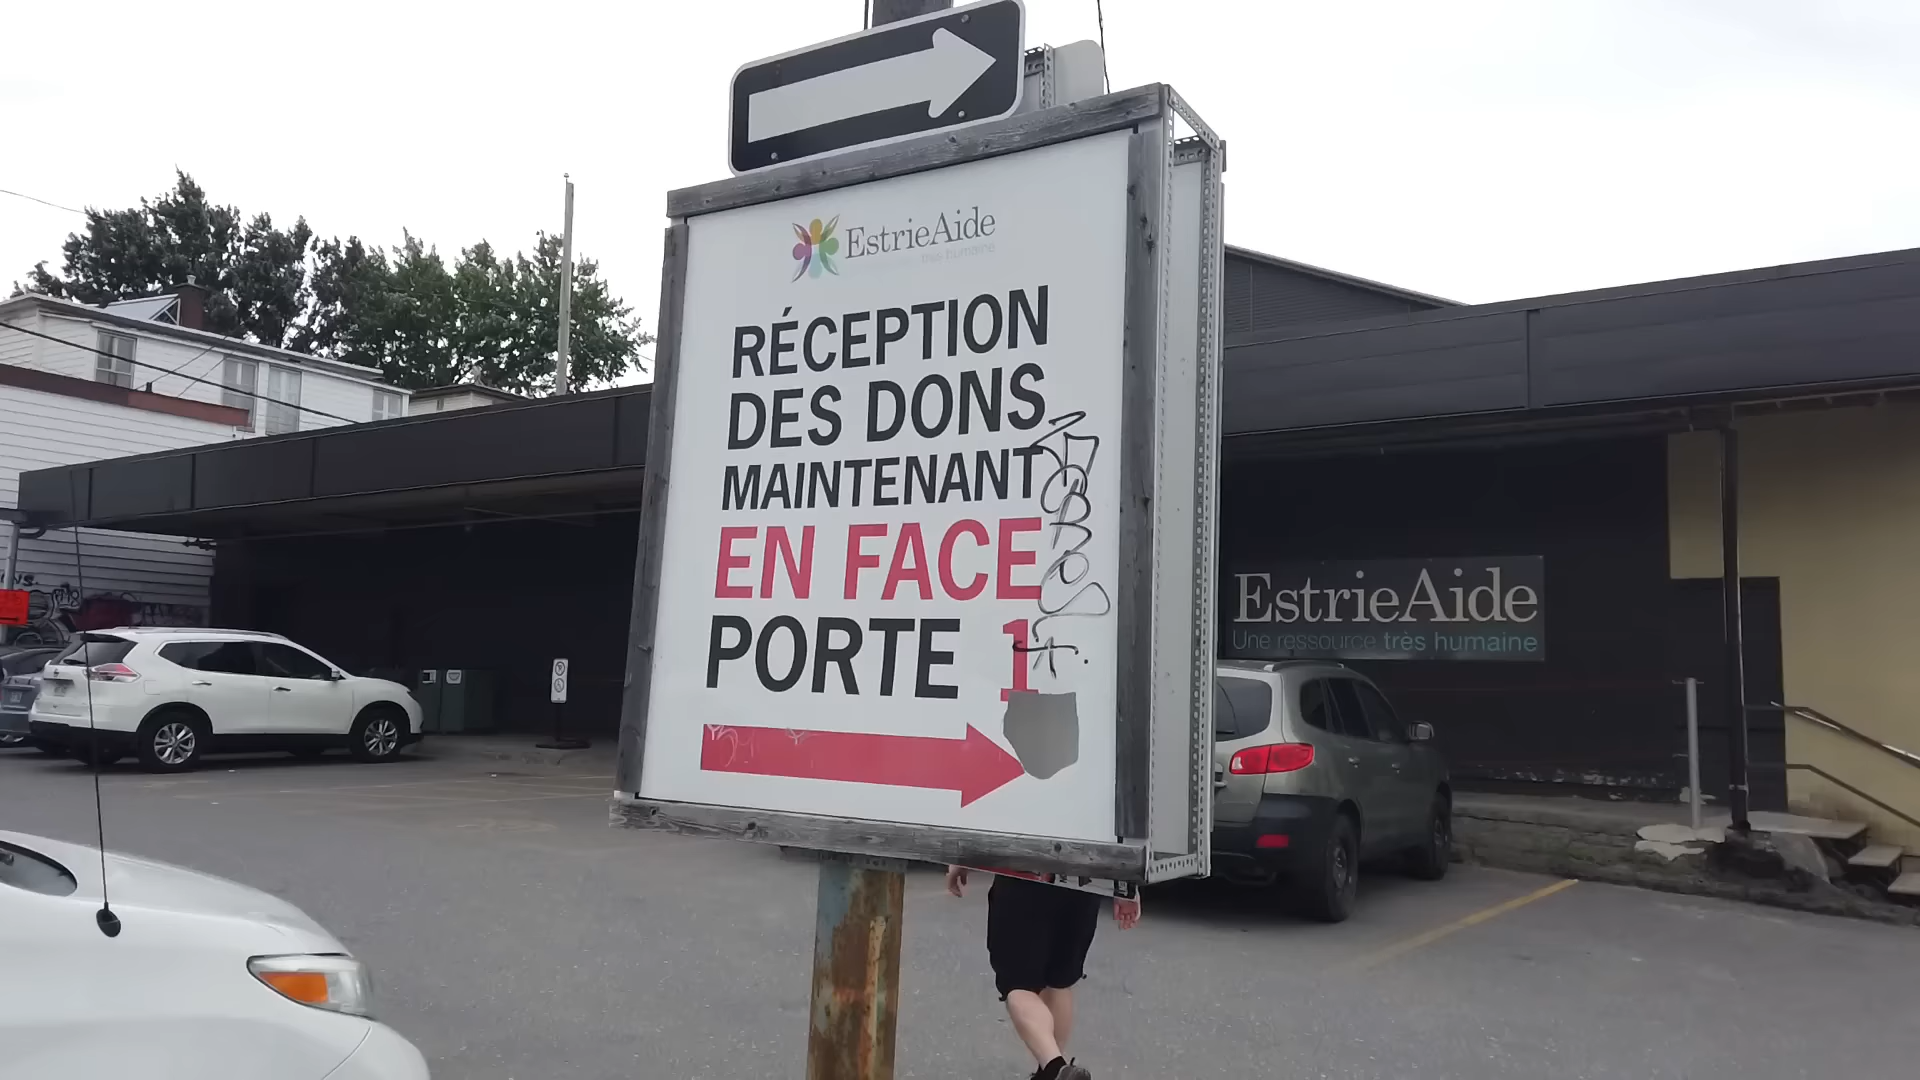 EstrieAide
très humaine
RÉCEPTION
DES DONS
MAINTENANT
EN FACE
PORTE 1
EstrieAide
Une ressource très humaine